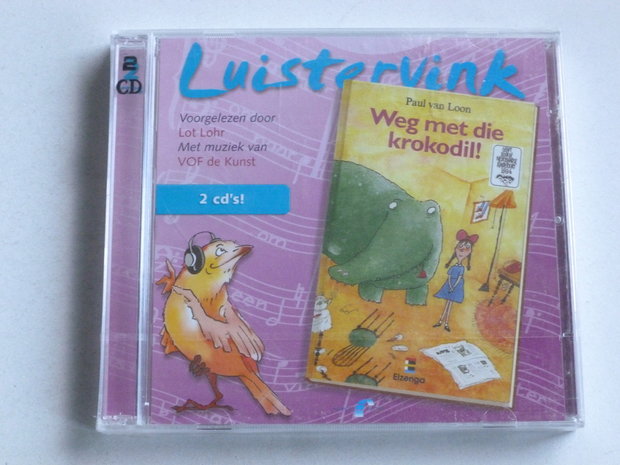 2
CD
Luistervink
Voorgelezen door
Lot Lohr
Met muziek van
VOF de Kunst
2 cd's!
Paul van Loon
Weg met die
krokodil!
Elzenga